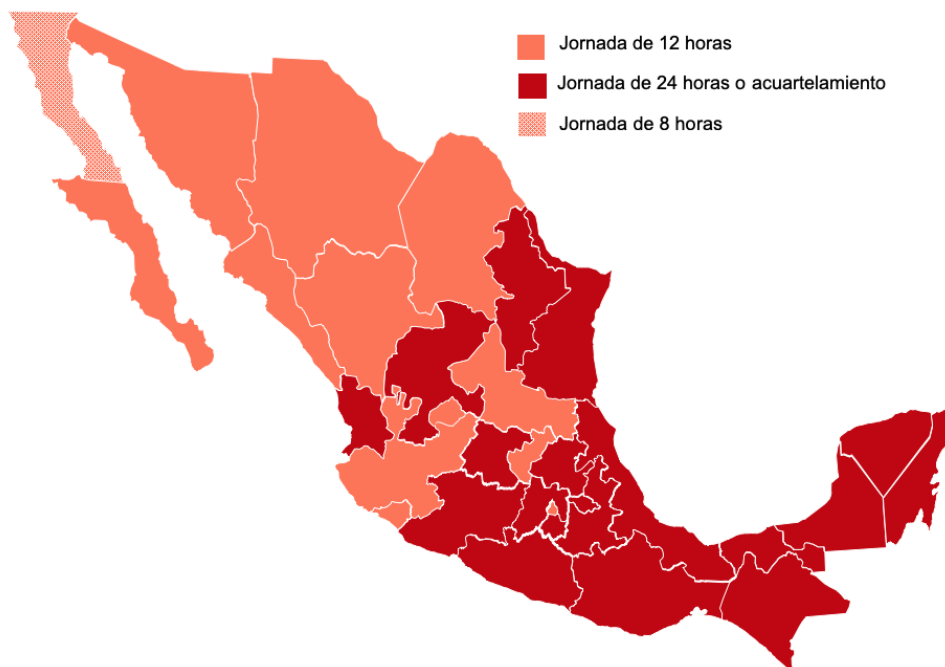 Jornada de 12 horas
Jornada de 24 horas o acuartelamiento
Jornada de 8 horas